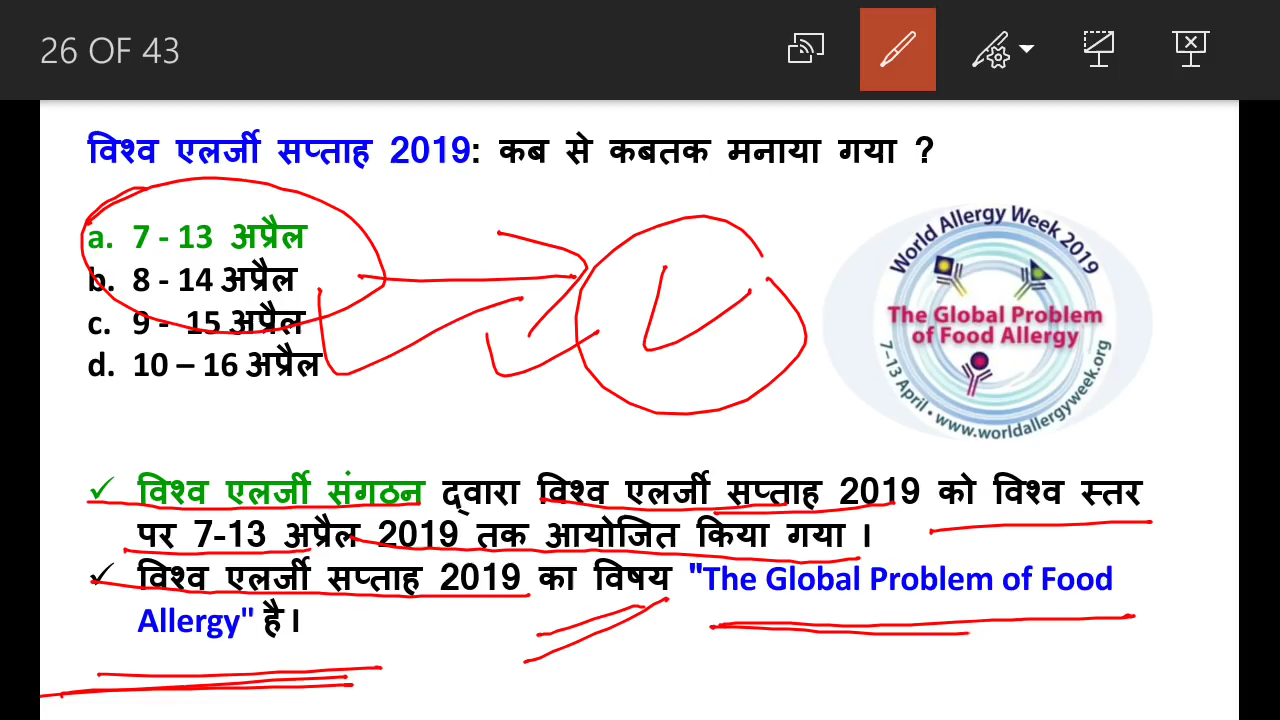 26 OF 43
विश्व एलर्जी सप्ताह 2019: कब से कबतक मनाया गया ?
a. 7 - 13 अप्रैल
b. 8 - 14 अप्रैल
c. 9 - 15 अप्रैल
d. 10 – 16 अप्रैल
World Allergy Week 2019
The Global Problem
of Food Allergy
7-13 April • www.worldallergyweek.org
✓ विश्व एलर्जी संगठन द्वारा विश्व एलर्जी सप्ताह 2019 को विश्व स्तर
पर 7-13 अप्रैल 2019 तक आयोजित किया गया ।
✓ विश्व एलर्जी सप्ताह 2019 का विषय "The Global Problem of Food
Allergy" है।